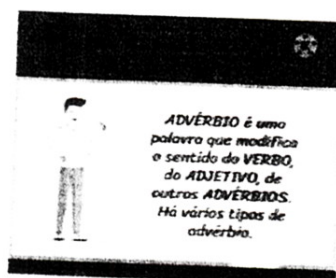 ADVÉRBIO é uma
palavra que modifica
o sentido do VERBO,
do ADJETIVO, de
outros ADVÉRBIOS.
Há vários tipos de
advérbio.